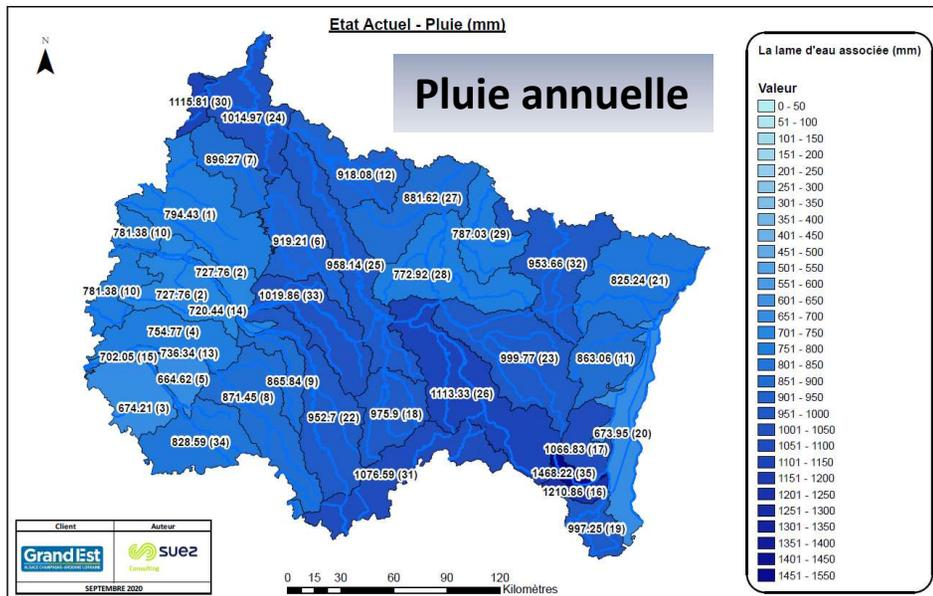 Etat Actuel - Pluie (mm)
Pluie annuelle
N
1115.81 (30)
1014.97 (24)
896.27 (7)
918.08 (12)
881.62 (27)
794.43 (1)
781.38 (10)
787.03 (29)
919.21 (6)
958.14 (25)
953.66 (32)
727.76 (2)
772.92 (28)
825.24 (21)
781.38 (10)
727.76 (2)
1019.86 (33)
720.44 (14)
754.77 (4)
702.05 (15)
736.34 (13)
999.77 (23)
863.06 (11)
664.62 (5)
865.84 (9)
674.21 (3)
871.45 (8)
1113.33 (26)
952.7 (22)
975.9 (18)
673.95 (20)
828.59 (34)
1066.83 (17)
1076.59 (31)
1468.22 (35)
1210.86 (16)
997.25 (19)
La lame d'eau associée (mm)
Valeur
0 - 50
51 - 100
101 - 150
151 - 200
201 - 250
251 - 300
301 - 350
351 - 400
401 - 450
451 - 500
501 - 550
551 - 600
601 - 650
651 - 700
701 - 750
751 - 800
801 - 850
851 - 900
901 - 950
951 - 1000
1001 - 1050
1051 - 1100
1101 - 1150
1151 - 1200
1201 - 1250
1251 - 1300
1301 - 1350
1351 - 1400
1401 - 1450
1451 - 1550
Client Auteur
Grand Est
ALSACE CHAMPAGNE-ARDENNE LORRAINE
suez
Consulting
SEPTEMBRE 2020
0 15 30 60 90 120
Kilomètres